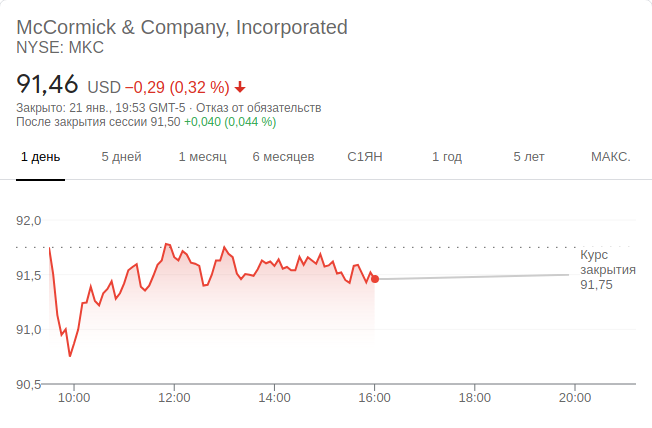 McCormick & Company, Incorporated
NYSE: MKC
91,46 USD −0,29 (0,32 %)
Закрыто: 21 янв., 19:53 GMT-5 · Отказ от обязательств
После закрытия сессии 91,50 +0,040 (0,044 %)
1 день 5 дней 1 месяц 6 месяцев С1ЯН 1 год 5 лет МАКС.
92,0
Курс
закрытия
91,75
91,5
91,0
90,5
10:00 12:00 14:00 16:00 18:00 20:00